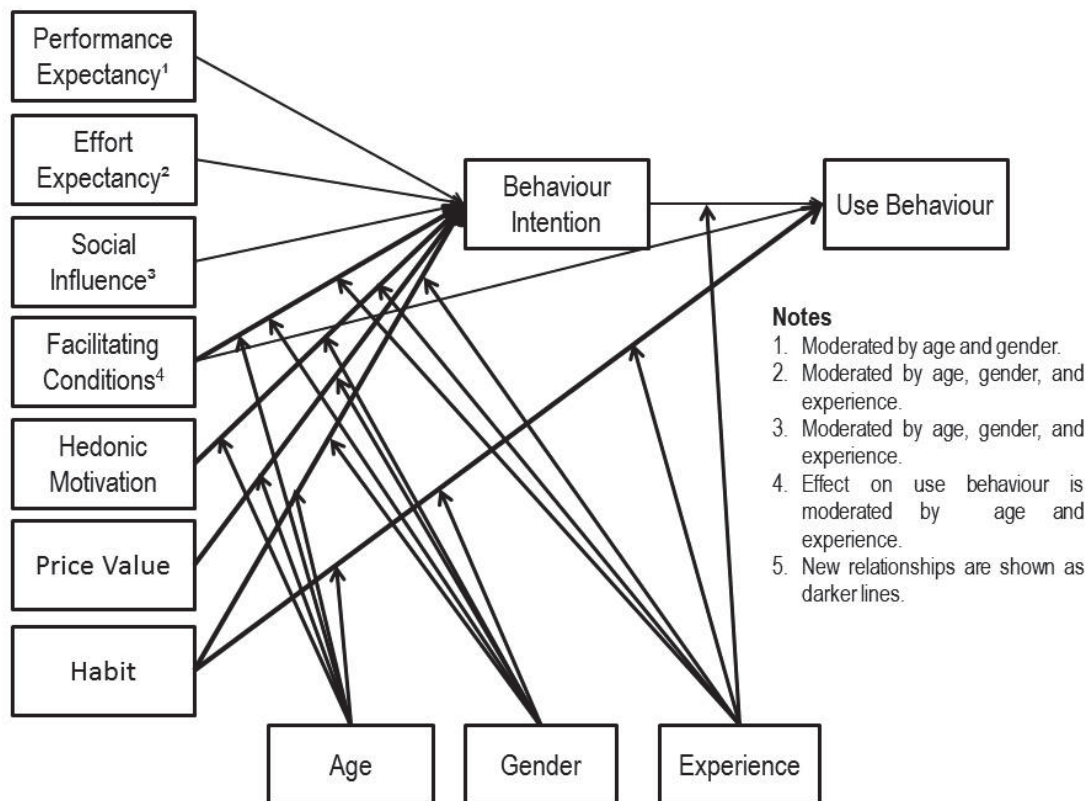 Performance
Expectancy¹
Effort
Expectancy²
Social
Influence³
Facilitating
Conditions⁴
Hedonic
Motivation
Price Value
Habit
Behaviour
Intention
Use Behaviour
Notes
1. Moderated by age and gender.
2. Moderated by age, gender, and
experience.
3. Moderated by age, gender, and
experience.
4. Effect on use behaviour is
moderated by age and
experience.
5. New relationships are shown as
darker lines.
Age
Gender
Experience